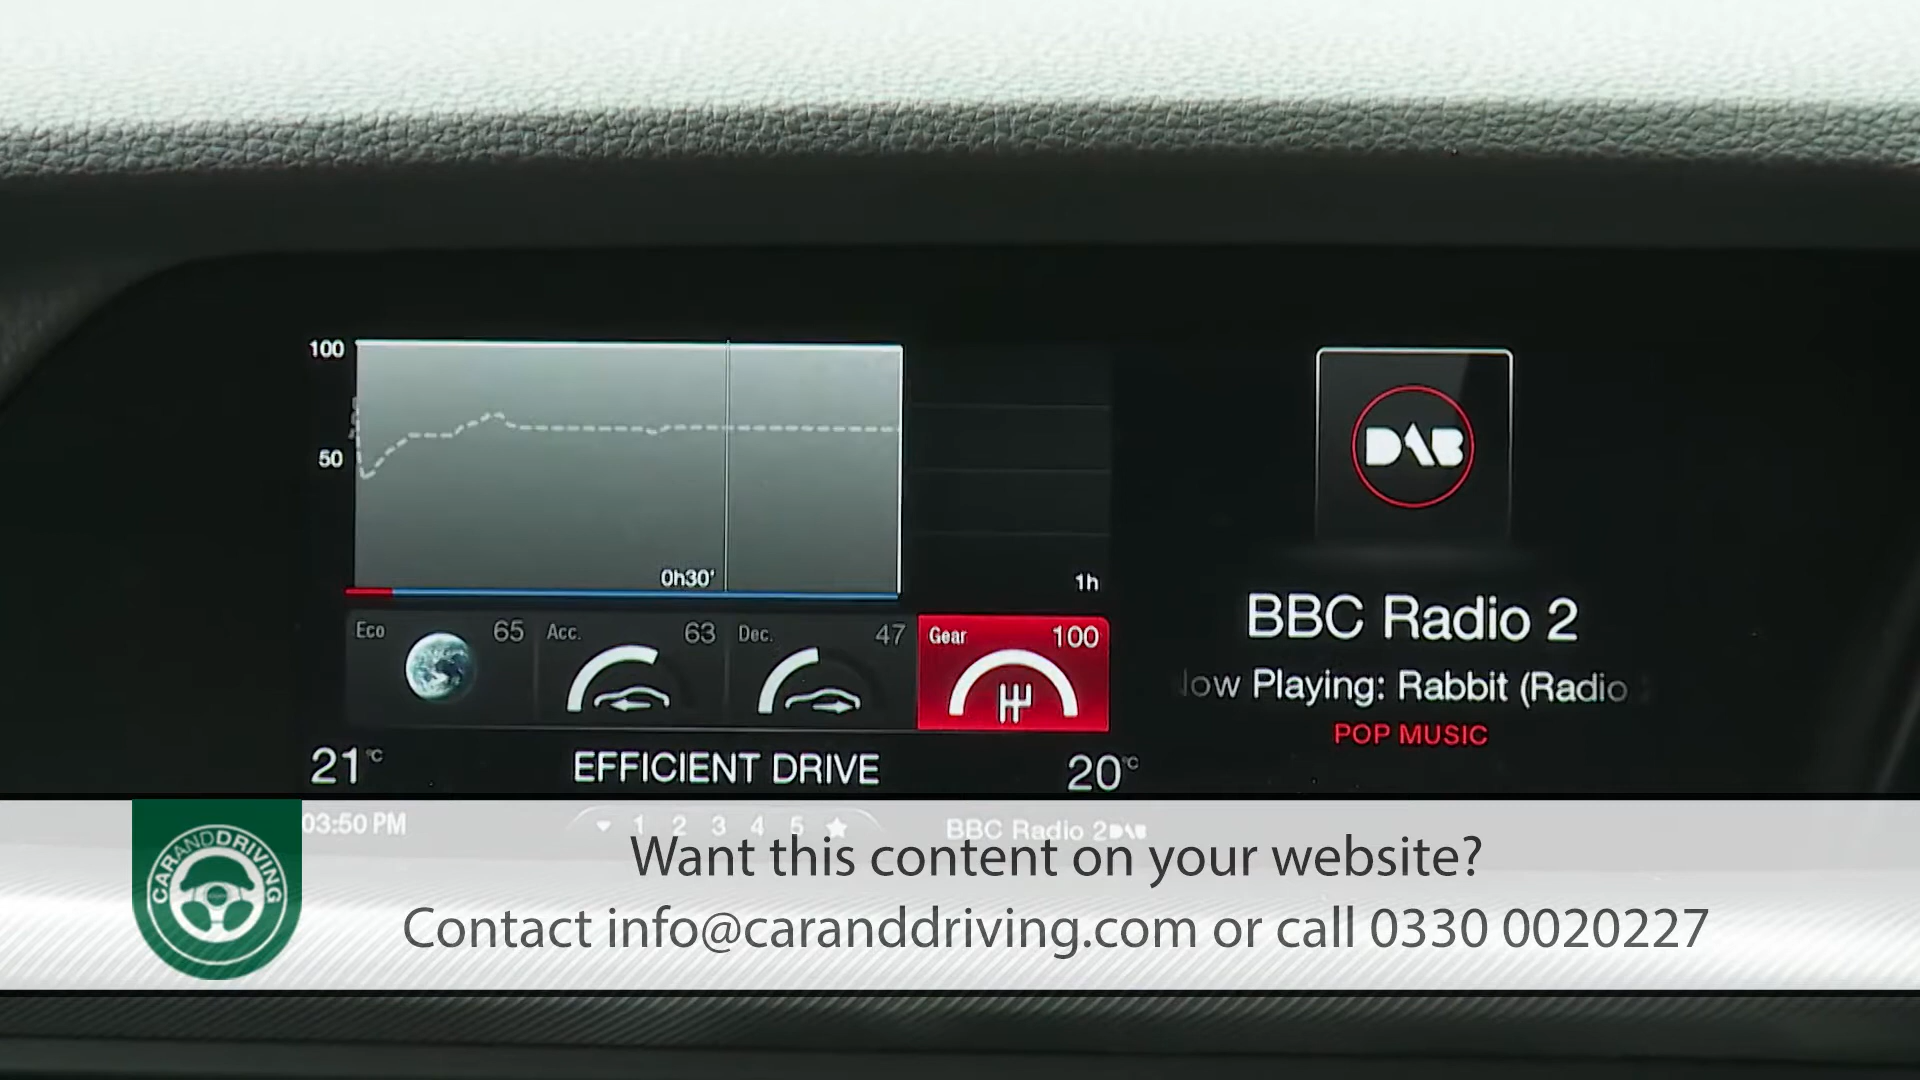 100
50
0h30'
1h
Eco 65 Acc. 63 Dec. 47 Gear 100
21°C EFFICIENT DRIVE 20°C
DAB
BBC Radio 2
Playing: Rabbit (Radio
POP MUSIC
03:50 PM 1 2 3 4 5 BBC Radio 2 DAB
CARANDDRIVING
Want this content on your website?
Contact info@caranddriving.com or call 0330 0020227